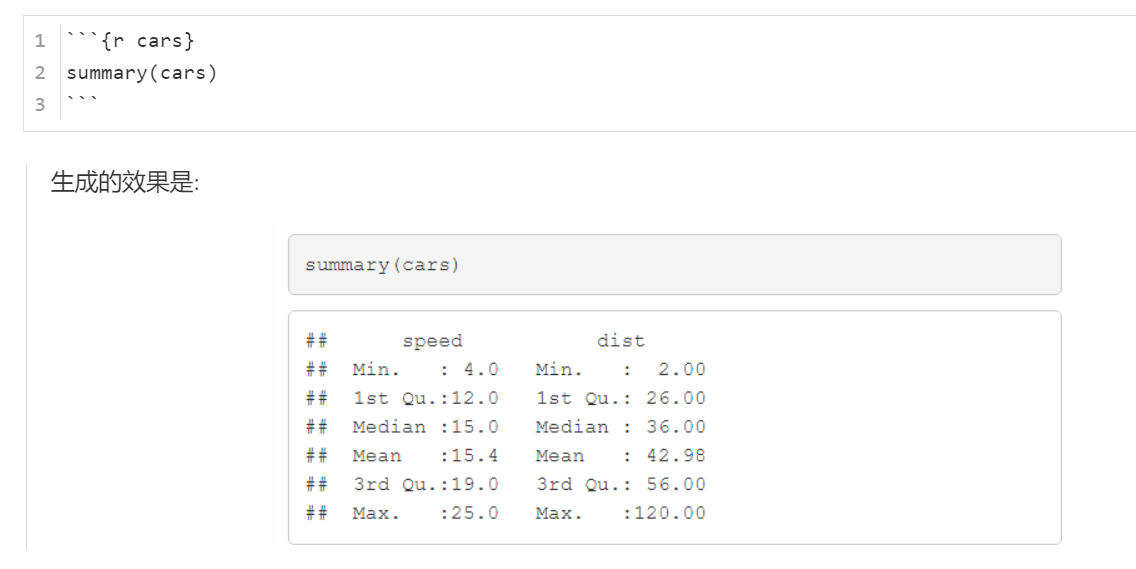 1 ```{r cars}
2 summary(cars)
3 ```
生成的效果是:
summary(cars)
##      speed           dist
##  Min.   : 4.0   Min.   :  2.00
##  1st Qu.:12.0   1st Qu.: 26.00
##  Median :15.0   Median : 36.00
##  Mean   :15.4   Mean   : 42.98
##  3rd Qu.:19.0   3rd Qu.: 56.00
##  Max.   :25.0   Max.   :120.00